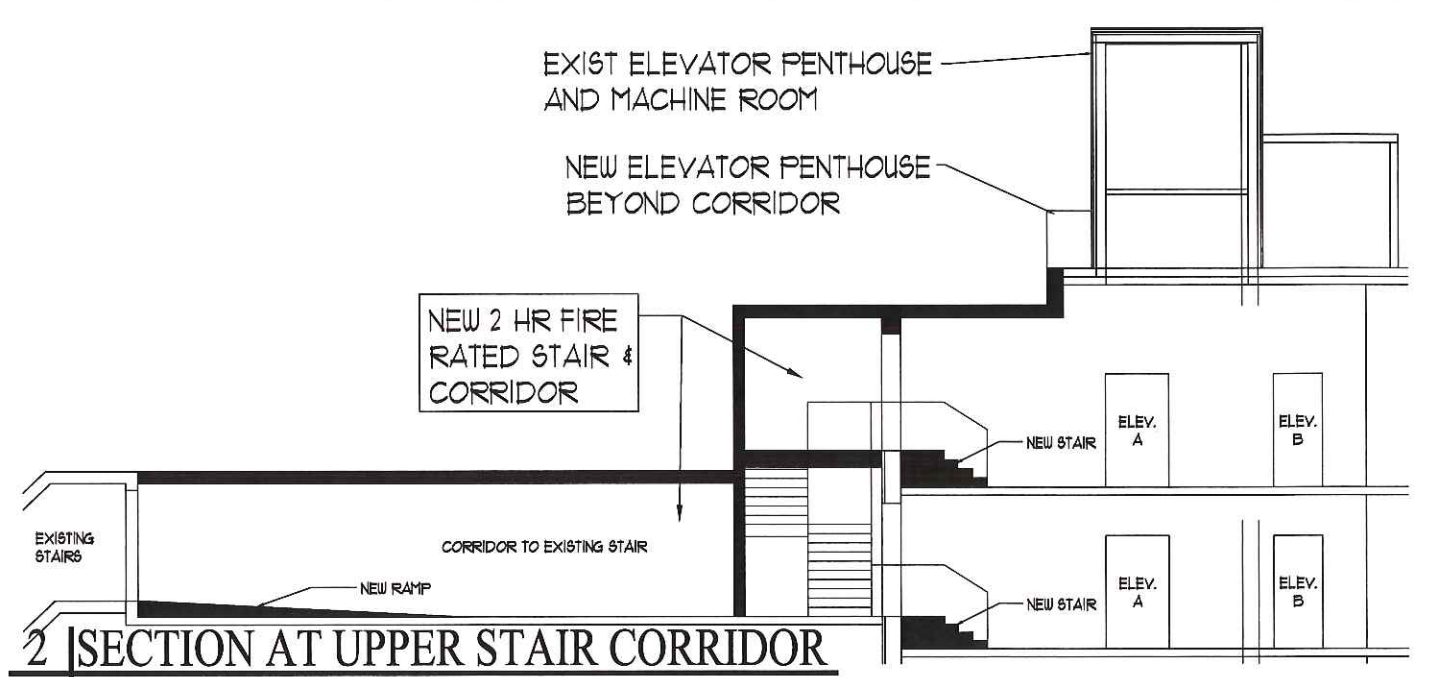 EXIST ELEVATOR PENTHOUSE
AND MACHINE ROOM
NEW ELEVATOR PENTHOUSE
BEYOND CORRIDOR
NEW 2 HR FIRE
RATED STAIR &
CORRIDOR
NEW STAIR
ELEV.
A
ELEV.
B
EXISTING
STAIRS
CORRIDOR TO EXISTING STAIR
NEW RAMP
NEW STAIR
ELEV.
A
ELEV.
B
2 SECTION AT UPPER STAIR CORRIDOR